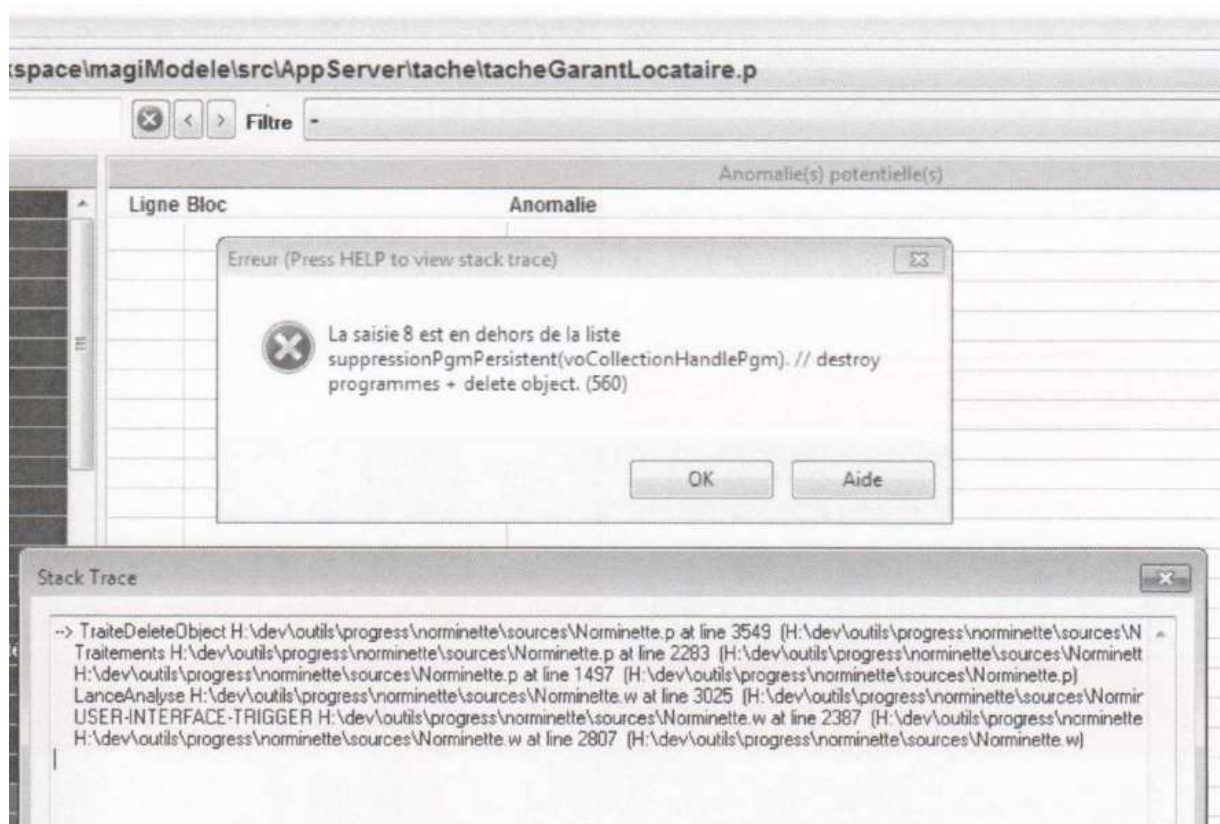 space\magiModele\src\AppServer\tache\tacheGarantLocataire.p
Filtre -
Anomalie(s) potentielle(s)
Ligne Bloc Anomalie
Erreur (Press HELP to view stack trace)
La saisie 8 est en dehors de la liste
suppressionPgmPersistent(voCollectionHandlePgm). // destroy
programmes + delete object. (560)
OK Aide
Stack Trace
--> TraiteDeleteObject H:\dev\outils\progress\norminette\sources\Norminette.p at line 3549 (H:\dev\outils\progress\norminette\sources\N
Traitements H:\dev\outils\progress\norminette\sources\Norminette.p at line 2283 (H:\dev\outils\progress\norminette\sources\Norminett
H:\dev\outils\progress\norminette\sources\Norminette.p at line 1497 (H:\dev\outils\progress\norminette\sources\Norminette.p)
LanceAnalyse H:\dev\outils\progress\norminette\sources\Norminette.w at line 3025 (H:\dev\outils\progress\norminette\sources\Normir
USER-INTERFACE-TRIGGER H:\dev\outils\progress\norminette\sources\Norminette.w at line 2387 (H:\dev\outils\progress\norminette
H:\dev\outils\progress\norminette\sources\Norminette.w at line 2807 (H:\dev\outils\progress\norminette\sources\Norminette.w)